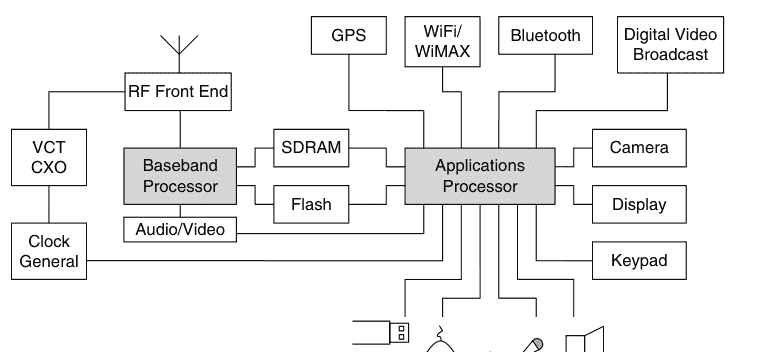 GPS
WiFi/
WiMAX
Bluetooth
Digital Video
Broadcast
RF Front End
VCT
CXO
Baseband
Processor
SDRAM
Applications
Processor
Camera
Flash
Display
Audio/Video
Clock
General
Keypad